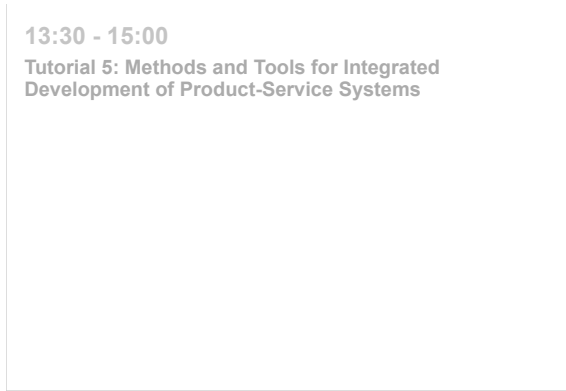 13:30 - 15:00
Tutorial 5: Methods and Tools for Integrated
Development of Product-Service Systems